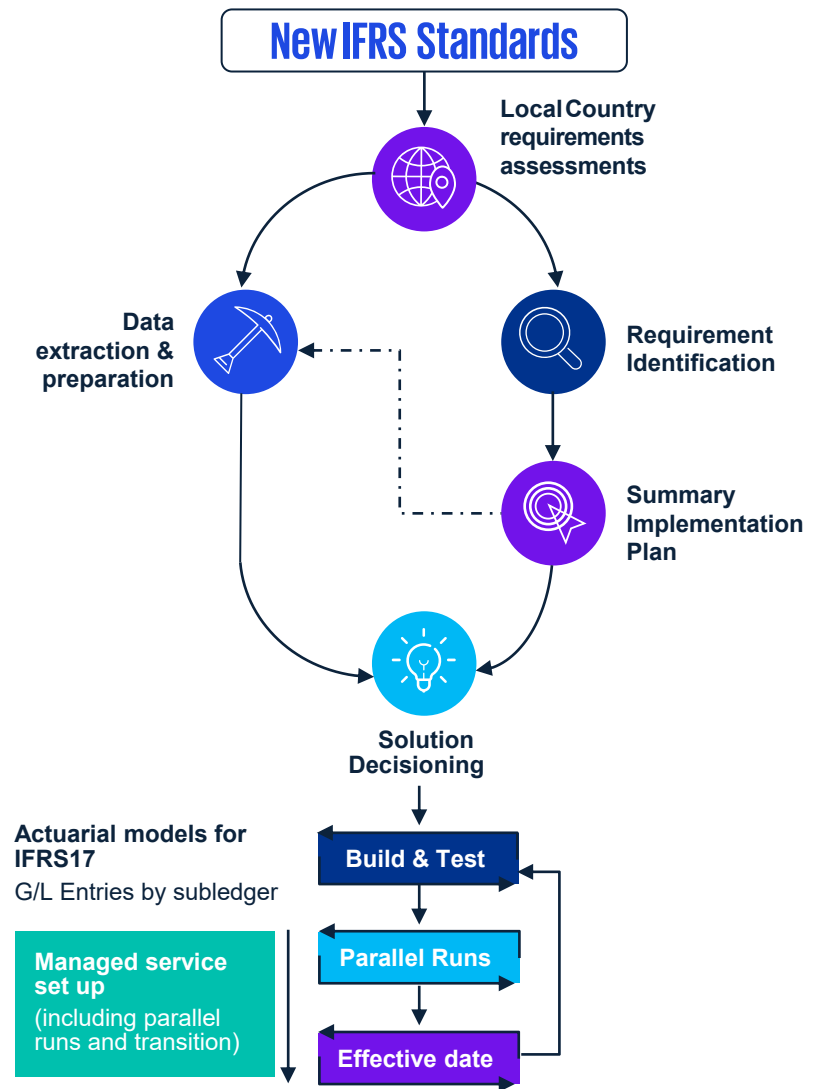 New IFRS Standards
Local Country
requirements
assessments
Data
extraction &
preparation
Requirement
Identification
Summary
Implementation
Plan
Solution
Decisioning
Actuarial models for
IFRS17
G/L Entries by subledger
Build & Test
Managed service
set up
(including parallel
runs and transition)
Parallel Runs
Effective date